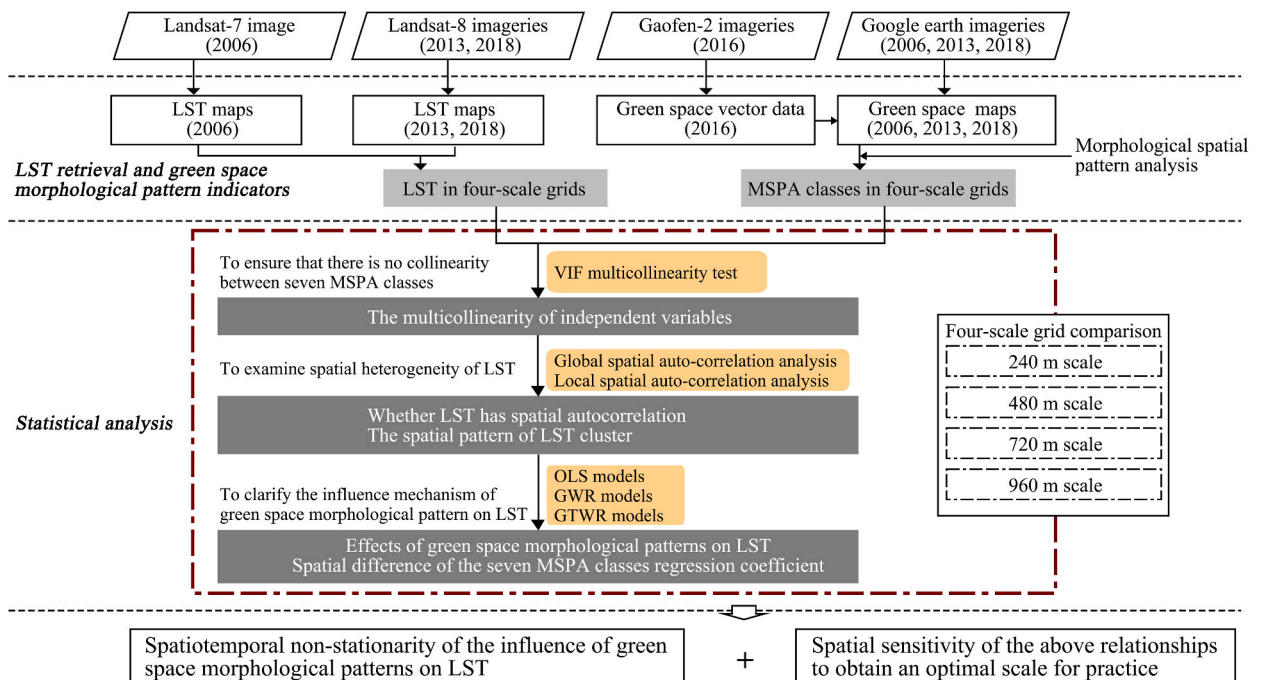 Landsat-7 image
(2006)
Landsat-8 imageries
(2013, 2018)
Gaofen-2 imageries
(2016)
Google earth imageries
(2006, 2013, 2018)
LST maps
(2006)
LST maps
(2013, 2018)
Green space vector data
(2016)
Green space maps
(2006, 2013, 2018)
Morphological spatial
pattern analysis
LST retrieval and green space
morphological pattern indicators
LST in four-scale grids
MSPA classes in four-scale grids
To ensure that there is no collinearity
between seven MSPA classes
VIF multicollinearity test
The multicollinearity of independent variables
To examine spatial heterogeneity of LST
Global spatial auto-correlation analysis
Local spatial auto-correlation analysis
Whether LST has spatial autocorrelation
The spatial pattern of LST cluster
Statistical analysis
To clarify the influence mechanism of
green space morphological pattern on LST
OLS models
GWR models
GTWR models
Effects of green space morphological patterns on LST
Spatial difference of the seven MSPA classes regression coefficient
Four-scale grid comparison
240 m scale
480 m scale
720 m scale
960 m scale
Spatiotemporal non-stationarity of the influence of green
space morphological patterns on LST
+
Spatial sensitivity of the above relationships
to obtain an optimal scale for practice